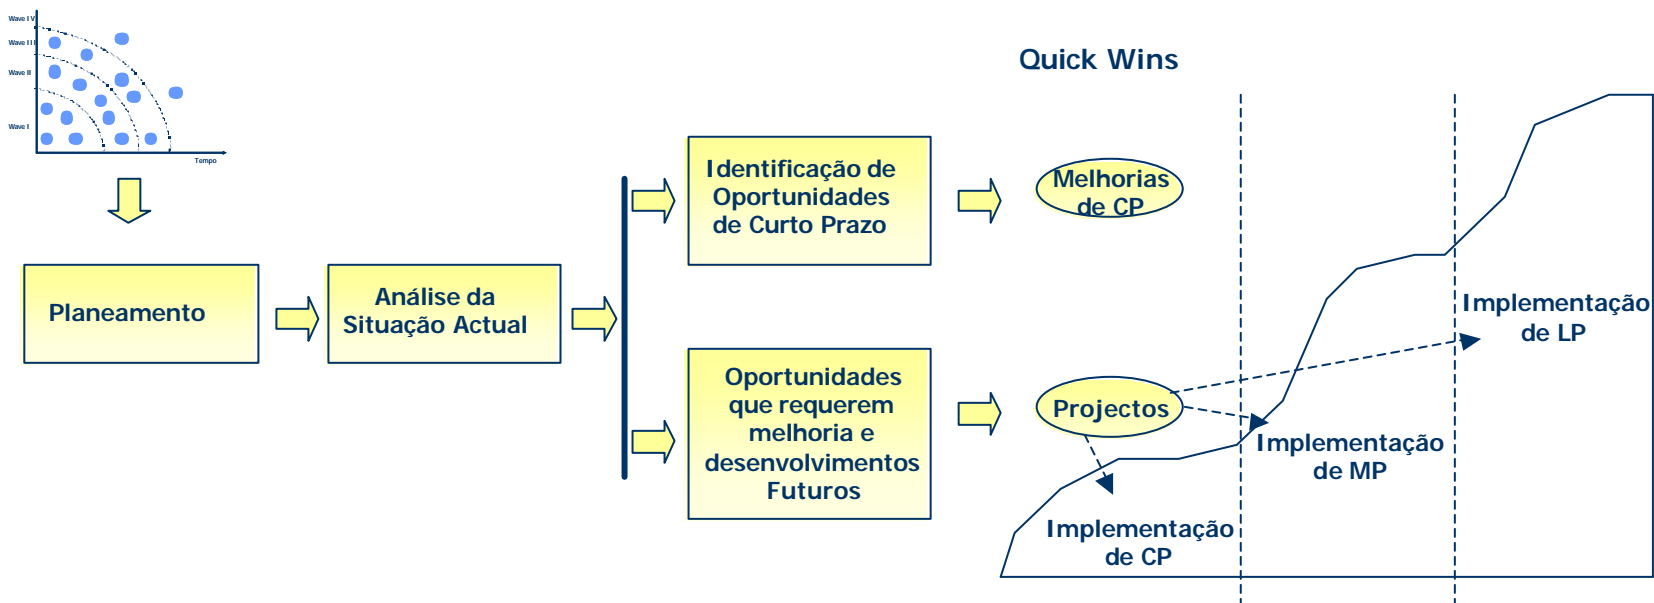 Wave IV
Wave III
Wave II
Wave I
Tempo
Quick Wins
Planeamento
Análise da
Situação Actual
Identificação de
Oportunidades
de Curto Prazo
Melhorias
de CP
Oportunidades
que requerem
melhoria e
desenvolvimentos
Futuros
Projectos
Implementação
de CP
Implementação
de MP
Implementação
de LP